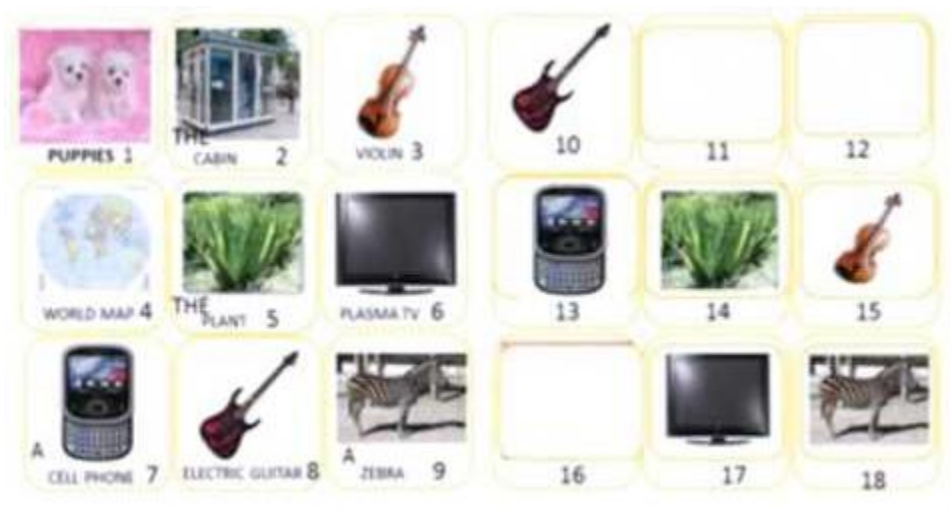 PUPPIES 1
THE CABIN 2
VIOLIN 3
10
11
12
WORLD MAP 4
THE PLANT 5
PLASMA TV 6
13
14
15
A CELL PHONE 7
ELECTRIC GUITAR 8
A ZEBRA 9
16
17
18